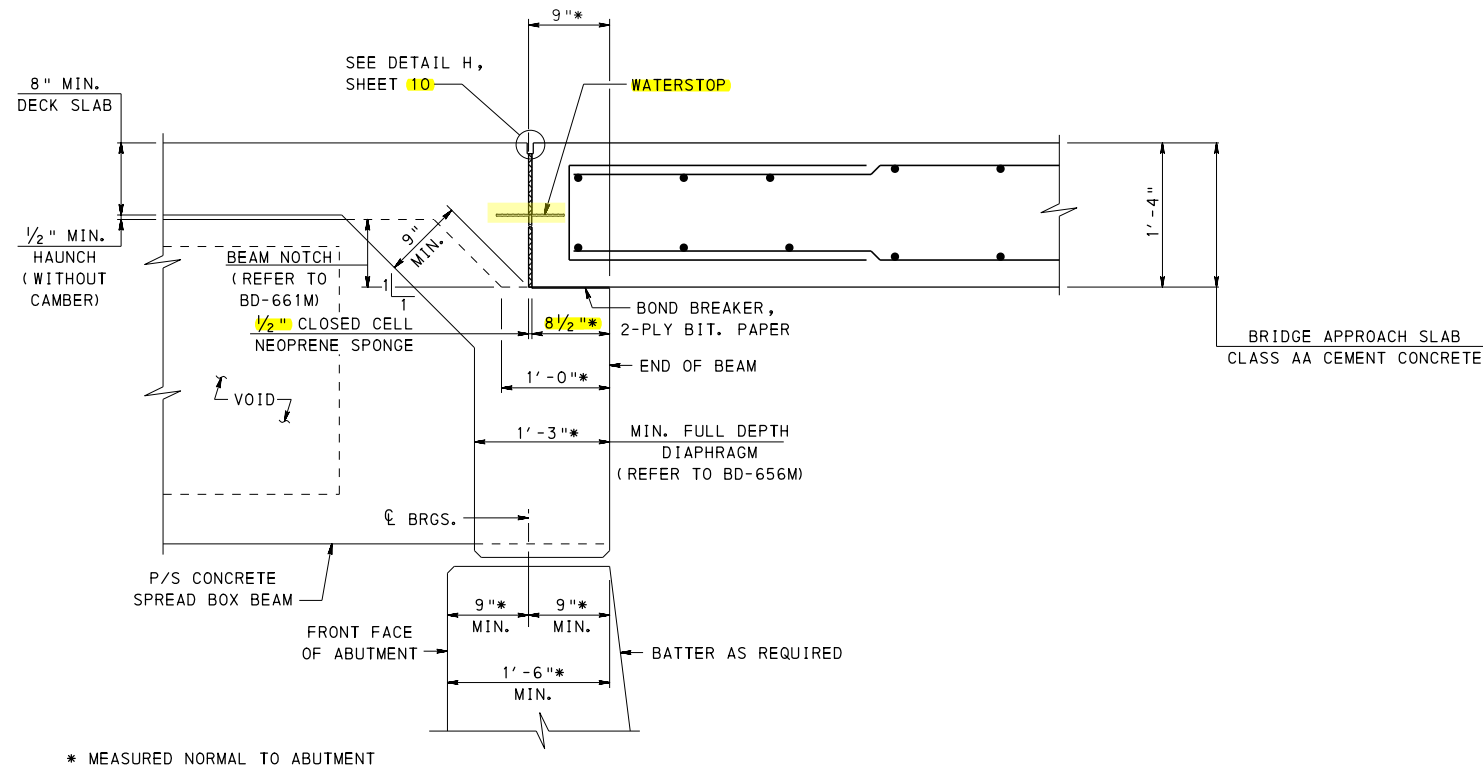 9"*
SEE DETAIL H,
SHEET 10
WATERSTOP
8" MIN.
DECK SLAB
1/2" MIN.
HAUNCH
(WITHOUT
CAMBER)
9"
MIN.
BEAM NOTCH
(REFER TO
BD-661M)
1
1
1/2" CLOSED CELL
NEOPRENE SPONGE
8 1/2"*
BOND BREAKER,
2-PLY BIT. PAPER
1'-4"
BRIDGE APPROACH SLAB
CLASS AA CEMENT CONCRETE
END OF BEAM
1'-0"*
VOID
1'-3"*
MIN. FULL DEPTH
DIAPHRAGM
(REFER TO BD-656M)
℄ BRGS.
P/S CONCRETE
SPREAD BOX BEAM
9"*
MIN.
9"*
MIN.
FRONT FACE
OF ABUTMENT
BATTER AS REQUIRED
1'-6"*
MIN.
* MEASURED NORMAL TO ABUTMENT